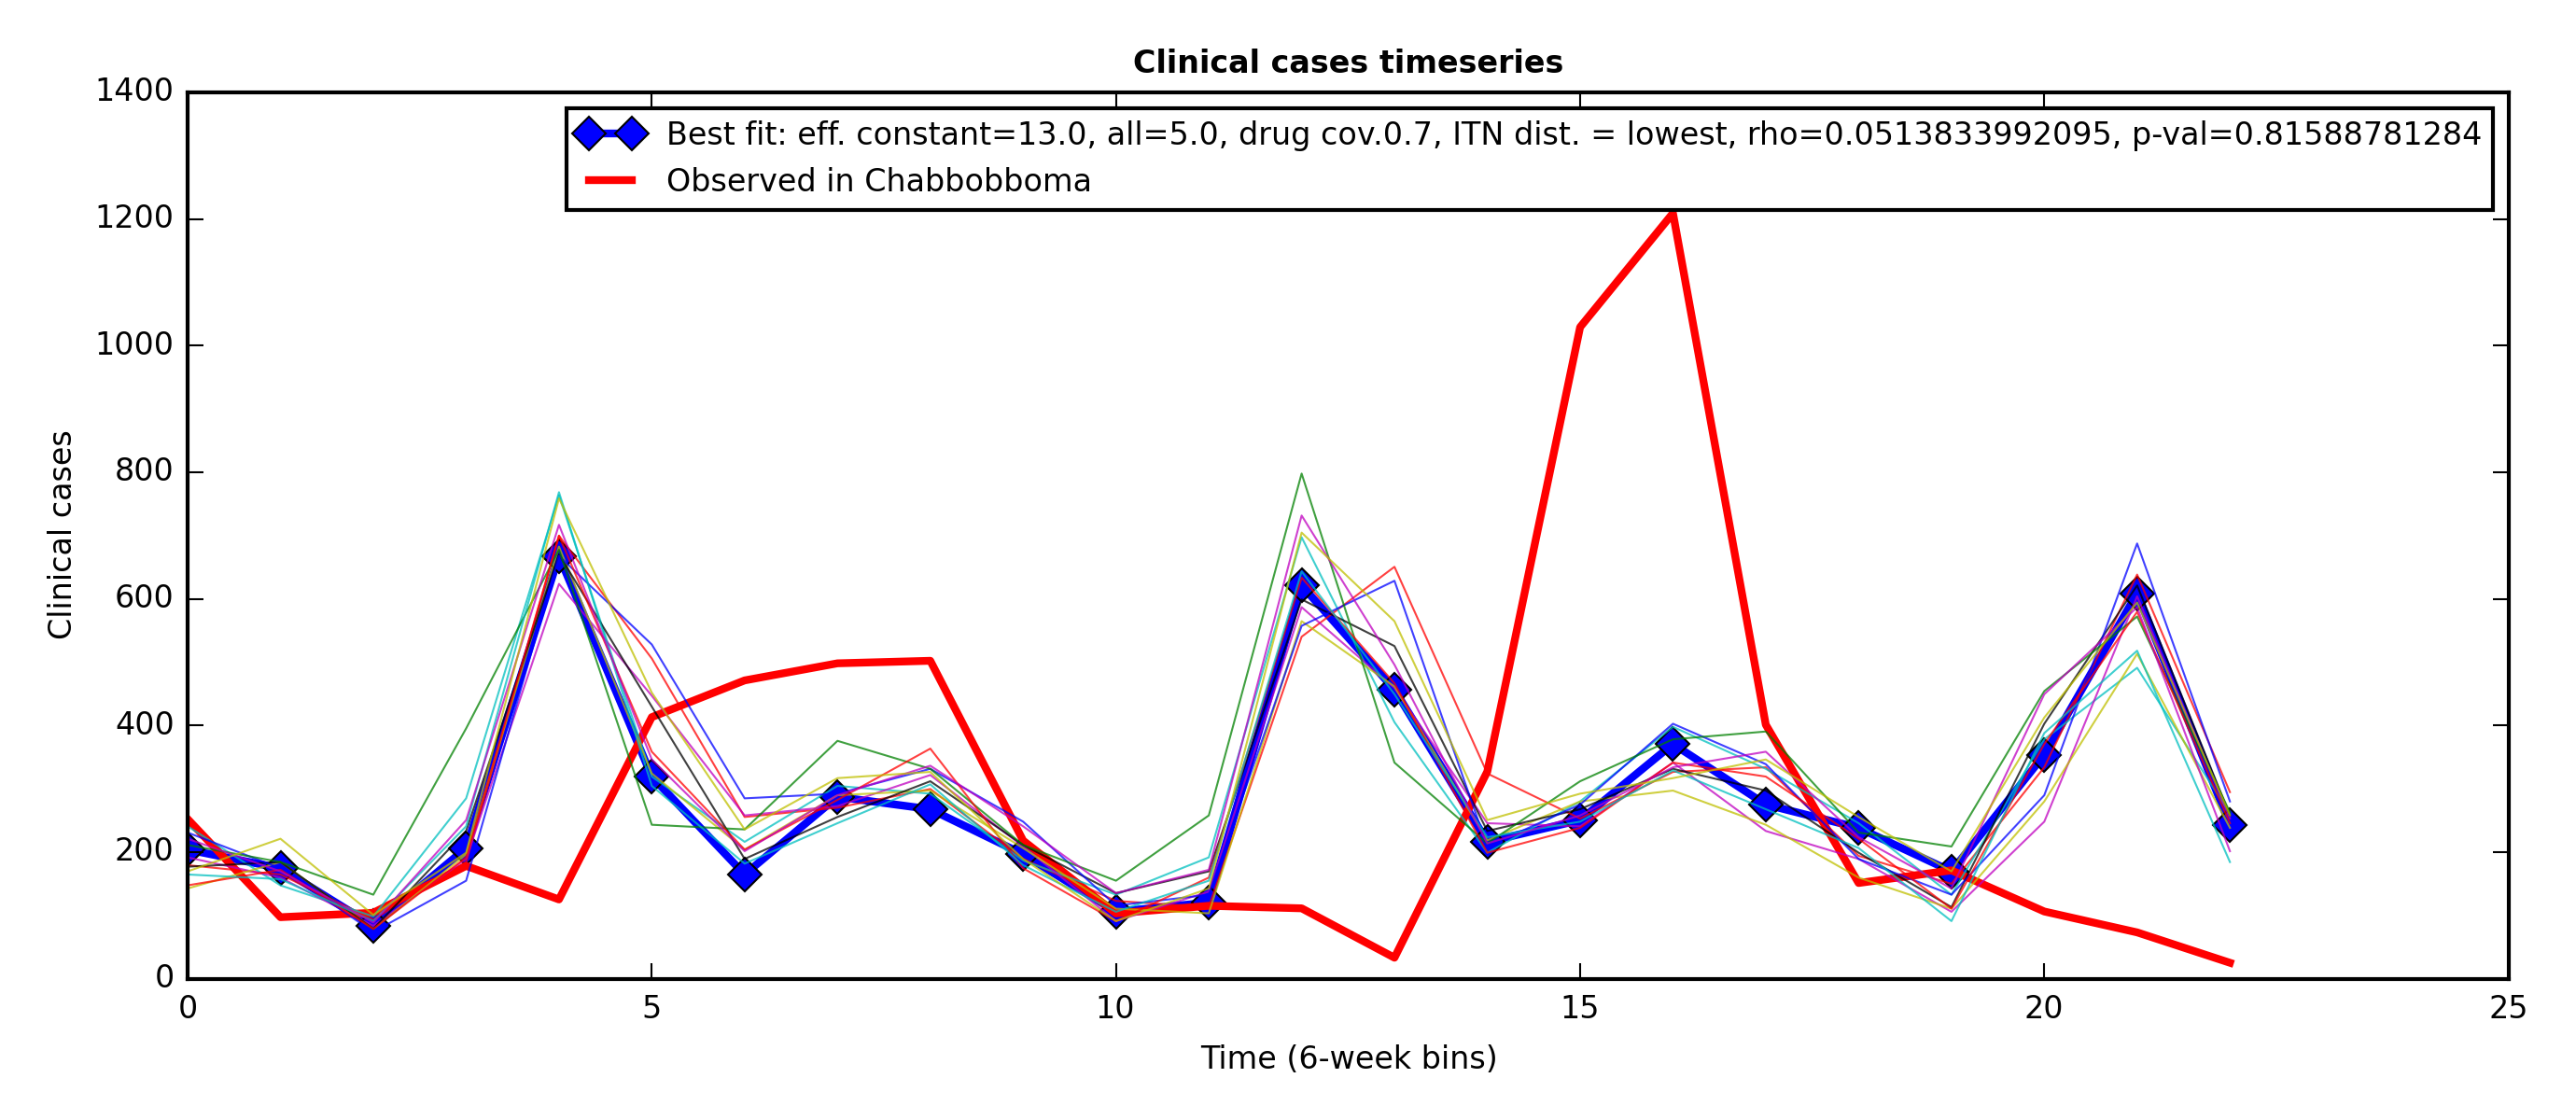 Clinical cases timeseries
1400
1200
1000
800
600
400
200
0
Clinical cases
Best fit: eff. constant=13.0, all=5.0, drug cov.0.7, ITN dist. = lowest, rho=0.0513833992095, p-val=0.81588781284
Observed in Chabbobboma
0 5 10 15 20 25
Time (6-week bins)